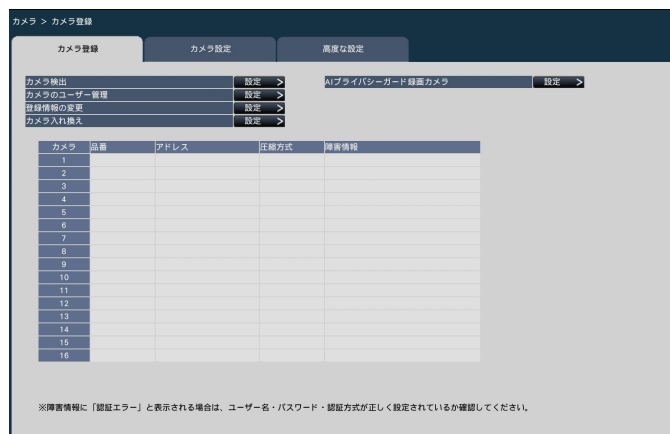 カメラ > カメラ登録
カメラ登録 カメラ設定 高度な設定
カメラ検出 設定 > AIプライバシーガード録画カメラ 設定 >
カメラのユーザー管理 設定 >
登録情報の変更 設定 >
カメラ入れ換え 設定 >
カメラ 品番 アドレス 圧縮方式 障害情報
1
2
3
4
5
6
7
8
9
10
11
12
13
14
15
16
※障害情報に「認証エラー」と表示される場合は、ユーザー名・パスワード・認証方式が正しく設定されているか確認してください。